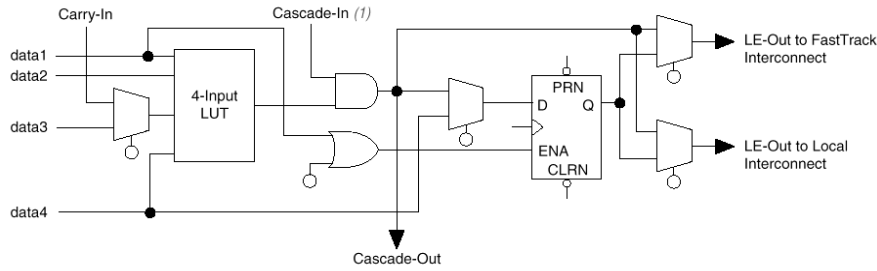 Carry-In
Cascade-In (1)
data1
data2
4-Input
LUT
data3
data4
PRN
D
Q
ENA
CLRN
LE-Out to FastTrack
Interconnect
LE-Out to Local
Interconnect
Cascade-Out